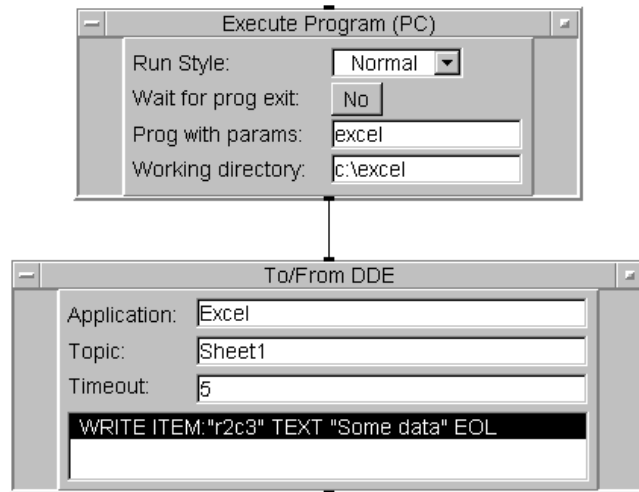 Execute Program (PC)
Run Style: Normal
Wait for prog exit: No
Prog with params: excel
Working directory: c:\excel
To/From DDE
Application: Excel
Topic: Sheet1
Timeout: 5
WRITE ITEM:"r2c3" TEXT "Some data" EOL